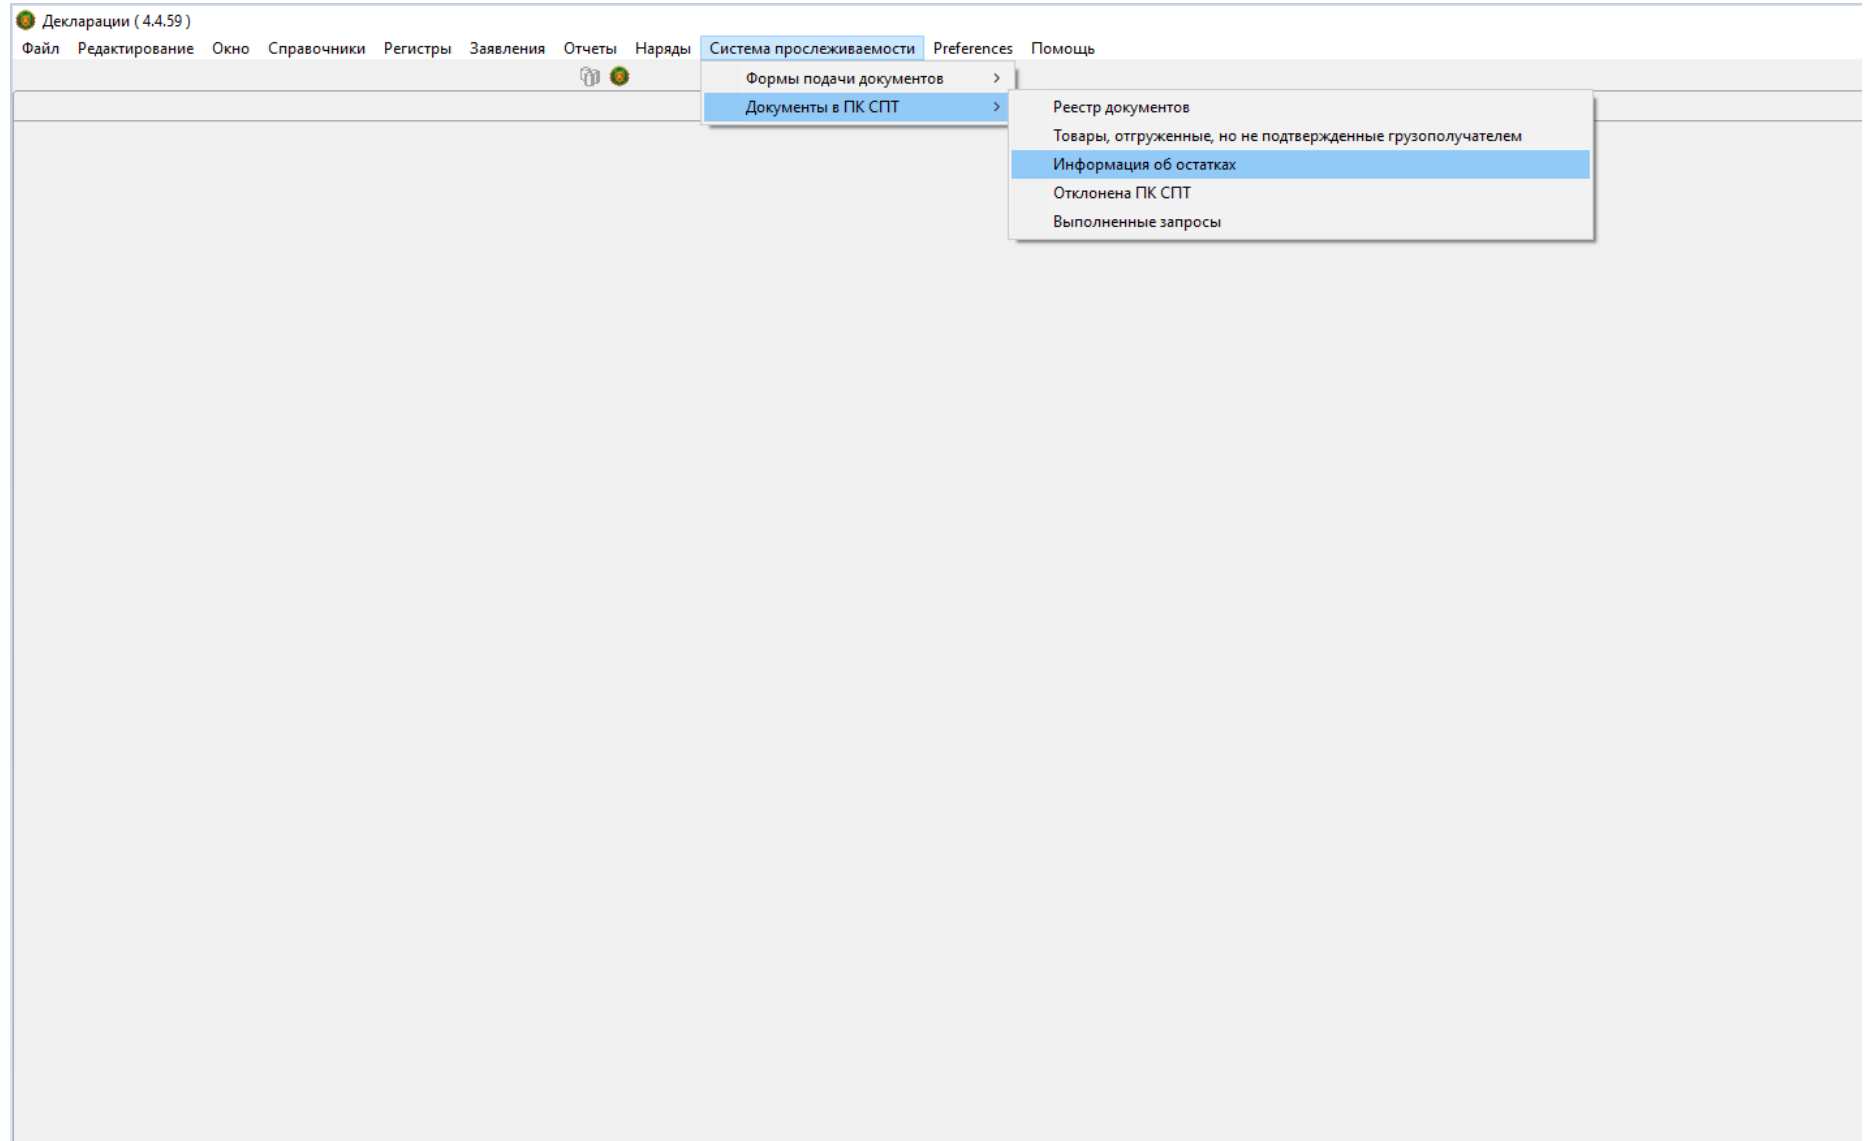 Декларации ( 4.4.59 )
Файл Редактирование Окно Справочники Регистры Заявления Отчеты Наряды Система прослеживаемости Preferences Помощь
Формы подачи документов >
Документы в ПК СПТ >
Реестр документов
Товары, отгруженные, но не подтвержденные грузополучателем
Информация об остатках
Отклонена ПК СПТ
Выполненные запросы